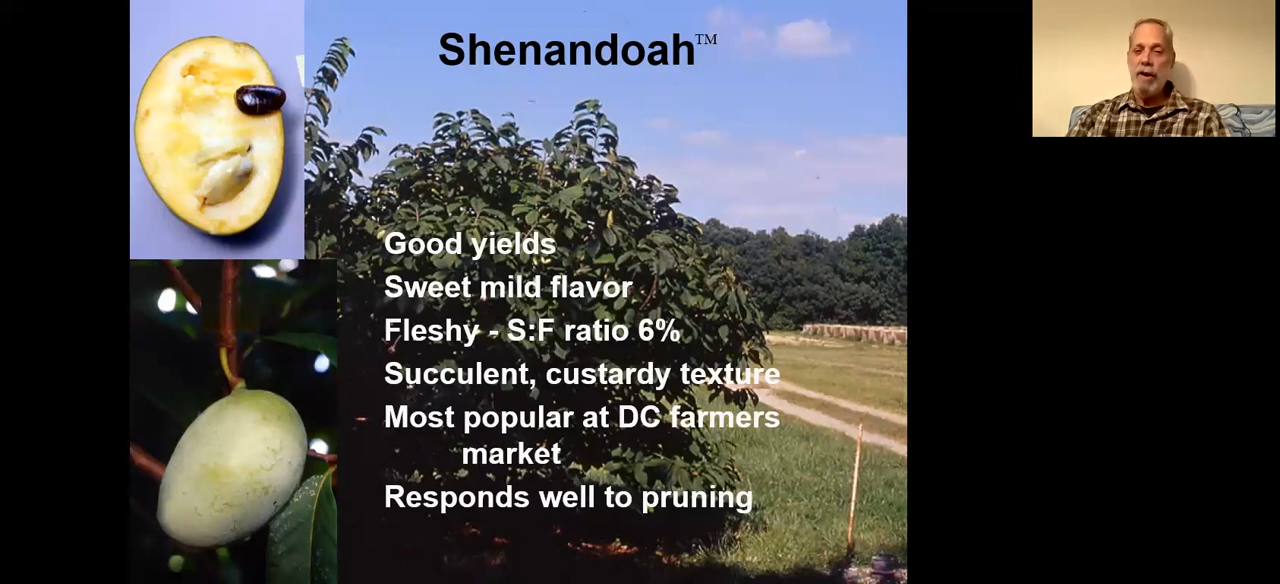 Shenandoah™
Good yields
Sweet mild flavor
Fleshy - S:F ratio 6%
Succulent, custardy texture
Most popular at DC farmers
market
Responds well to pruning